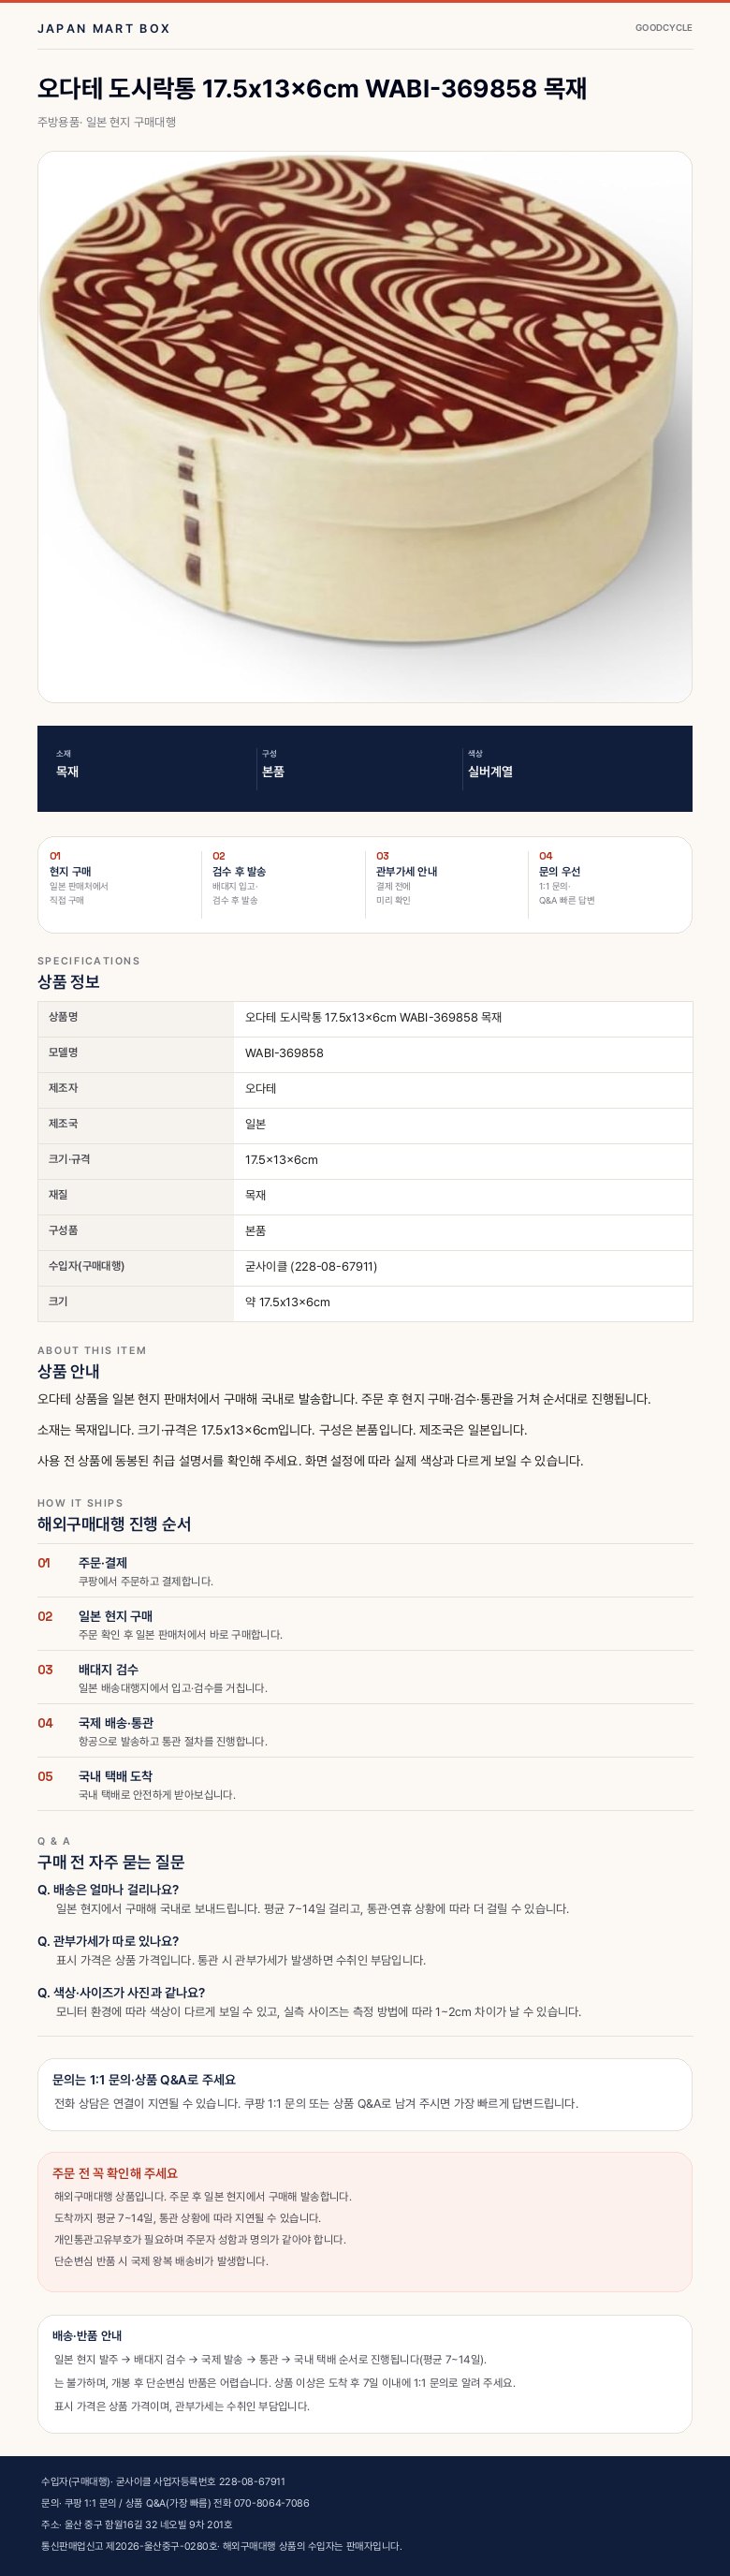 JAPAN MART BOX
GOODCYCLE
오다테 도시락통 17.5x13×6cm WABI-369858 목재
주방용품· 일본 현지 구매대행
소재
목재
구성
본품
색상
실버계열
01
현지 구매
일본 판매처에서
직접 구매
02
검수 후 발송
배대지 입고·
검수 후 발송
03
관부가세 안내
결제 전에
미리 확인
04
문의 우선
1:1 문의·
Q&A 빠른 답변
SPECIFICATIONS
상품 정보
상품명 오다테 도시락통 17.5x13×6cm WABI-369858 목재
모델명 WABI-369858
제조자 오다테
제조국 일본
크기·규격 17.5×13×6cm
재질 목재
구성품 본품
수입자(구매대행) 굳사이클 (228-08-67911)
크기 약 17.5x13×6cm
ABOUT THIS ITEM
상품 안내
오다테 상품을 일본 현지 판매처에서 구매해 국내로 발송합니다. 주문 후 현지 구매·검수·통관을 거쳐 순서대로 진행됩니다.
소재는 목재입니다. 크기·규격은 17.5x13×6cm입니다. 구성은 본품입니다. 제조국은 일본입니다.
사용 전 상품에 동봉된 취급 설명서를 확인해 주세요. 화면 설정에 따라 실제 색상과 다르게 보일 수 있습니다.
HOW IT SHIPS
해외구매대행 진행 순서
01 주문·결제
쿠팡에서 주문하고 결제합니다.
02 일본 현지 구매
주문 확인 후 일본 판매처에서 바로 구매합니다.
03 배대지 검수
일본 배송대행지에서 입고·검수를 거칩니다.
04 국제 배송·통관
항공으로 발송하고 통관 절차를 진행합니다.
05 국내 택배 도착
국내 택배로 안전하게 받아보십니다.
Q & A
구매 전 자주 묻는 질문
Q. 배송은 얼마나 걸리나요?
일본 현지에서 구매해 국내로 보내드립니다. 평균 7~14일 걸리고, 통관·연휴 상황에 따라 더 걸릴 수 있습니다.
Q. 관부가세가 따로 있나요?
표시 가격은 상품 가격입니다. 통관 시 관부가세가 발생하면 수취인 부담입니다.
Q. 색상·사이즈가 사진과 같나요?
모니터 환경에 따라 색상이 다르게 보일 수 있고, 실측 사이즈는 측정 방법에 따라 1~2cm 차이가 날 수 있습니다.
문의는 1:1 문의·상품 Q&A로 주세요
전화 상담은 연결이 지연될 수 있습니다. 쿠팡 1:1 문의 또는 상품 Q&A로 남겨 주시면 가장 빠르게 답변드립니다.
주문 전 꼭 확인해 주세요
해외구매대행 상품입니다. 주문 후 일본 현지에서 구매해 발송합니다.
도착까지 평균 7~14일, 통관 상황에 따라 지연될 수 있습니다.
개인통관고유부호가 필요하며 주문자 성함과 명의가 같아야 합니다.
단순변심 반품 시 국제 왕복 배송비가 발생합니다.
배송·반품 안내
일본 현지 발주 → 배대지 검수 → 국제 발송 → 통관 → 국내 택배 순서로 진행됩니다(평균 7~14일).
는 불가하며, 개봉 후 단순변심 반품은 어렵습니다. 상품 이상은 도착 후 7일 이내에 1:1 문의로 알려 주세요.
표시 가격은 상품 가격이며, 관부가세는 수취인 부담입니다.
수입자(구매대행)· 굳사이클 사업자등록번호 228-08-67911
문의· 쿠팡 1:1 문의 / 상품 Q&A(가장 빠름) 전화 070-8064-7086
주소· 울산 중구 함월16길 32 네오빌 9차 201호
통신판매업신고 제2026-울산중구-0280호· 해외구매대행 상품의 수입자는 판매자입니다.